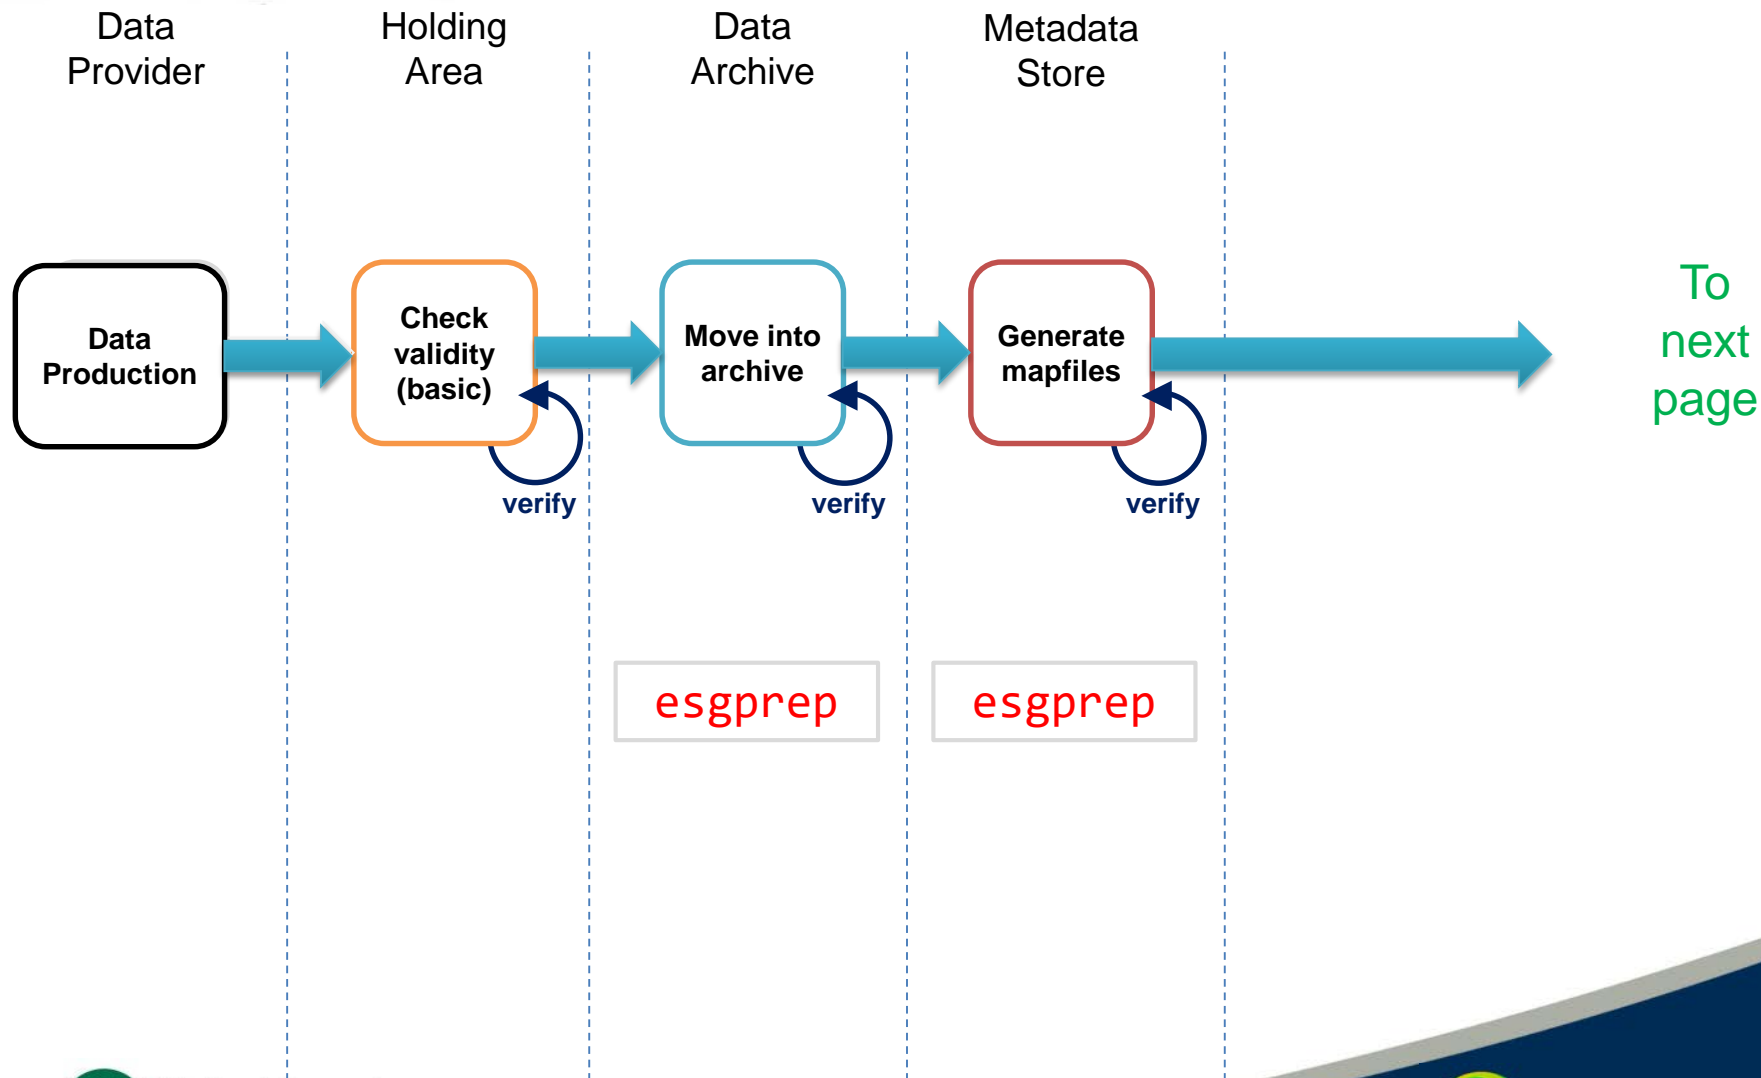 Data
Provider
Holding
Area
Data
Archive
Metadata
Store
Data
Production
Check
validity
(basic)
Move into
archive
Generate
mapfiles
To
next
page
verify
verify
verify
esgprep
esgprep